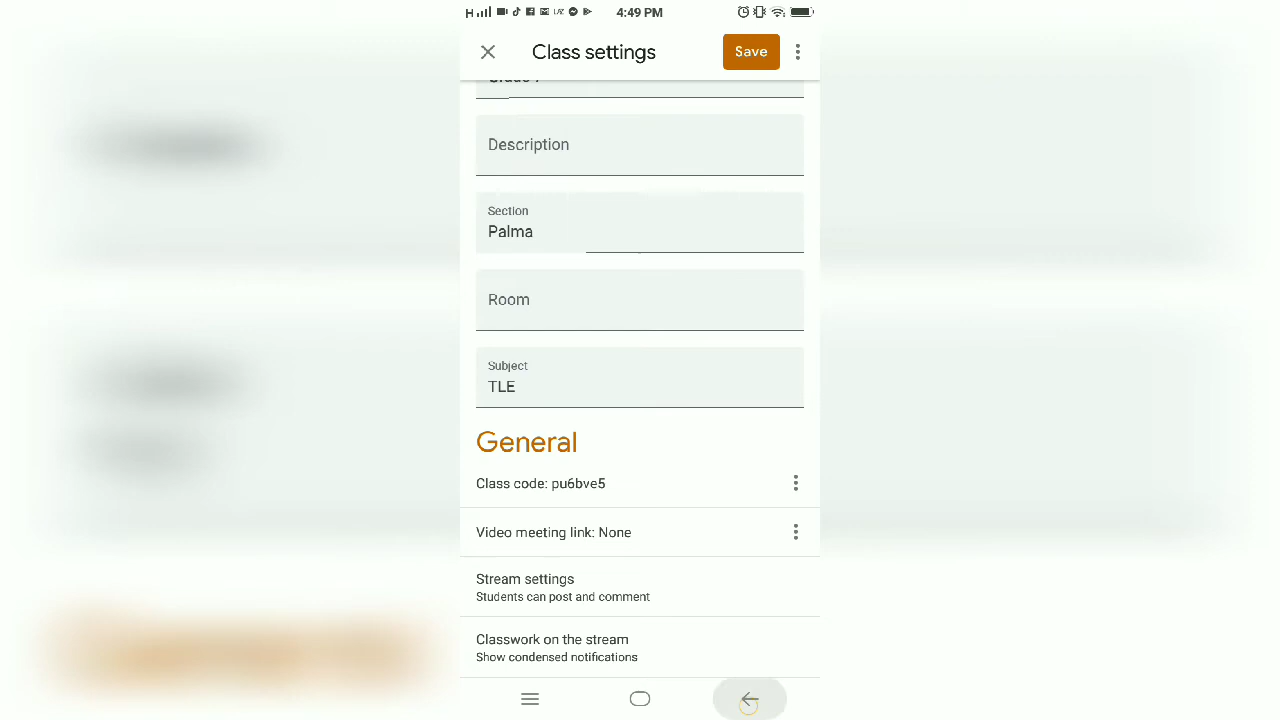 4:49 PM
Class settings
Save
Description
Section
Palma
Room
Subject
TLE
General
Class code: pu6bve5
Video meeting link: None
Stream settings
Students can post and comment
Classwork on the stream
Show condensed notifications